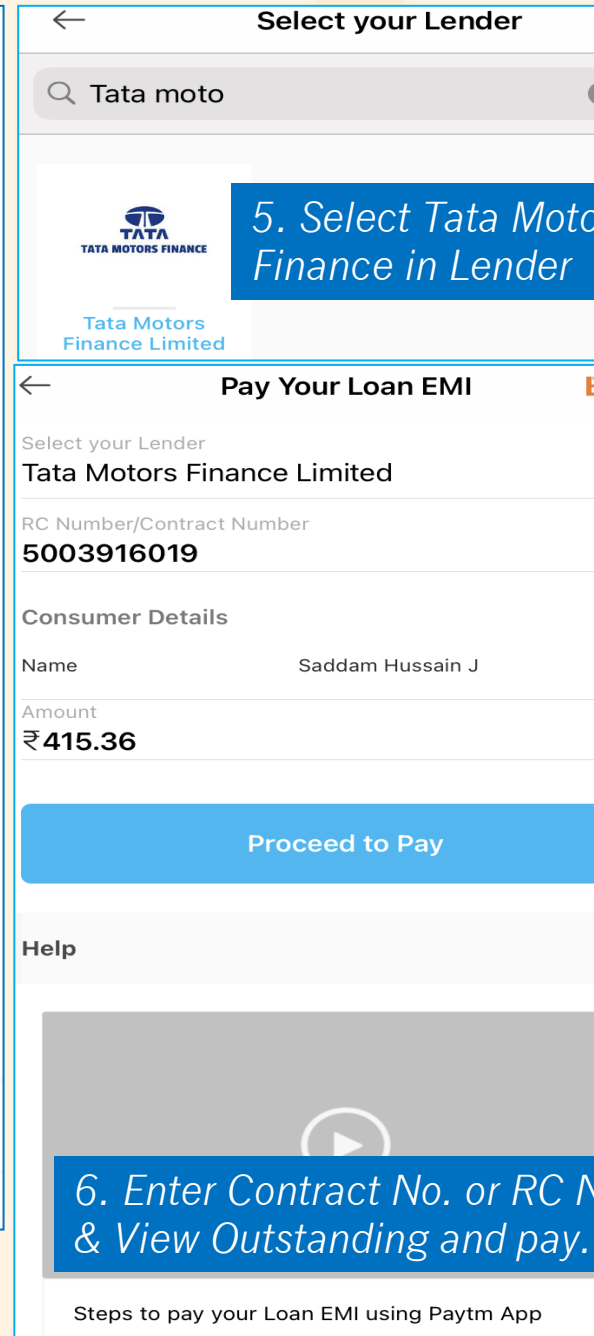 Select your Lender
Tata moto
TATA
TATA MOTORS FINANCE
5. Select Tata Moto
Finance in Lender
Tata Motors
Finance Limited
Pay Your Loan EMI
Select your Lender
Tata Motors Finance Limited
RC Number/Contract Number
5003916019
Consumer Details
Name Saddam Hussain J
Amount
₹415.36
Proceed to Pay
Help
6. Enter Contract No. or RC N
& View Outstanding and pay.
Steps to pay your Loan EMI using Paytm App